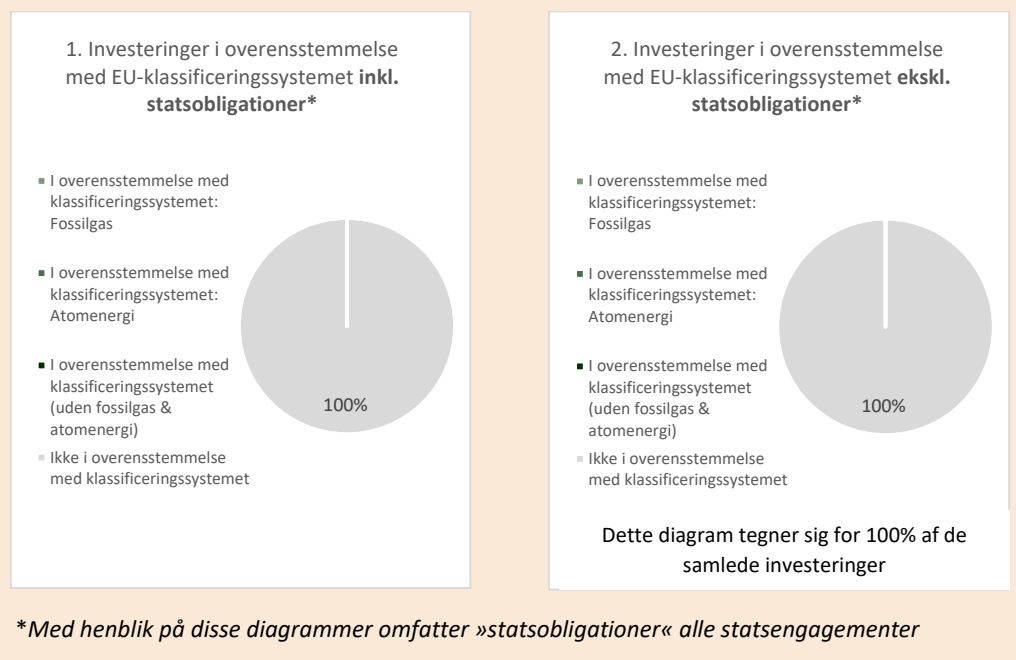 1. Investeringer i overensstemmelse
med EU-klassificeringssystemet inkl.
statsobligationer*
I overensstemmelse med
klassificeringssystemet:
Fossilgas
I overensstemmelse med
klassificeringssystemet:
Atomenergi
I overensstemmelse med
klassificeringssystemet
(uden fossilgas &
atomenergi)
Ikke i overensstemmelse
med klassificeringssystemet
100%
2. Investeringer i overensstemmelse
med EU-klassificeringssystemet ekskl.
statsobligationer*
I overensstemmelse med
klassificeringssystemet:
Fossilgas
I overensstemmelse med
klassificeringssystemet:
Atomenergi
I overensstemmelse med
klassificeringssystemet
(uden fossilgas &
atomenergi)
Ikke i overensstemmelse
med klassificeringssystemet
100%
Dette diagram tegner sig for 100% af de
samlede investeringer
*Med henblik på disse diagrammer omfatter »statsobligationer« alle statsengagementer